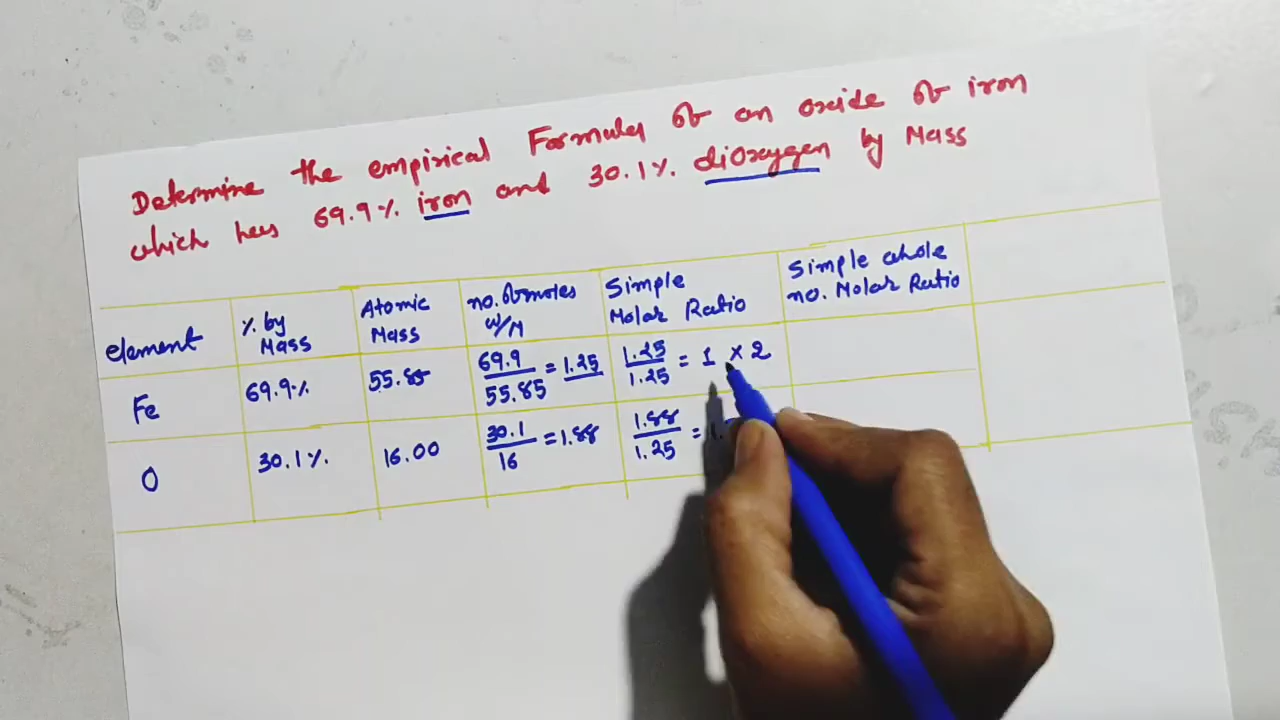 Determine the empirical Formula of an oxide of iron
which has 69.9% iron and 30.1% dioxygen by Mass
Element
% by
Mass
Atomic
Mass
no. of moles
w/M
Simple
Molar Ratio
Simple whole
no. Molar Ratio
Fe
69.9%
55.85
69.9/55.85 = 1.25
1.25/1.25 = 1 × 2
O
30.1%
16.00
30.1/16 = 1.88
1.88/1.25 = 1.